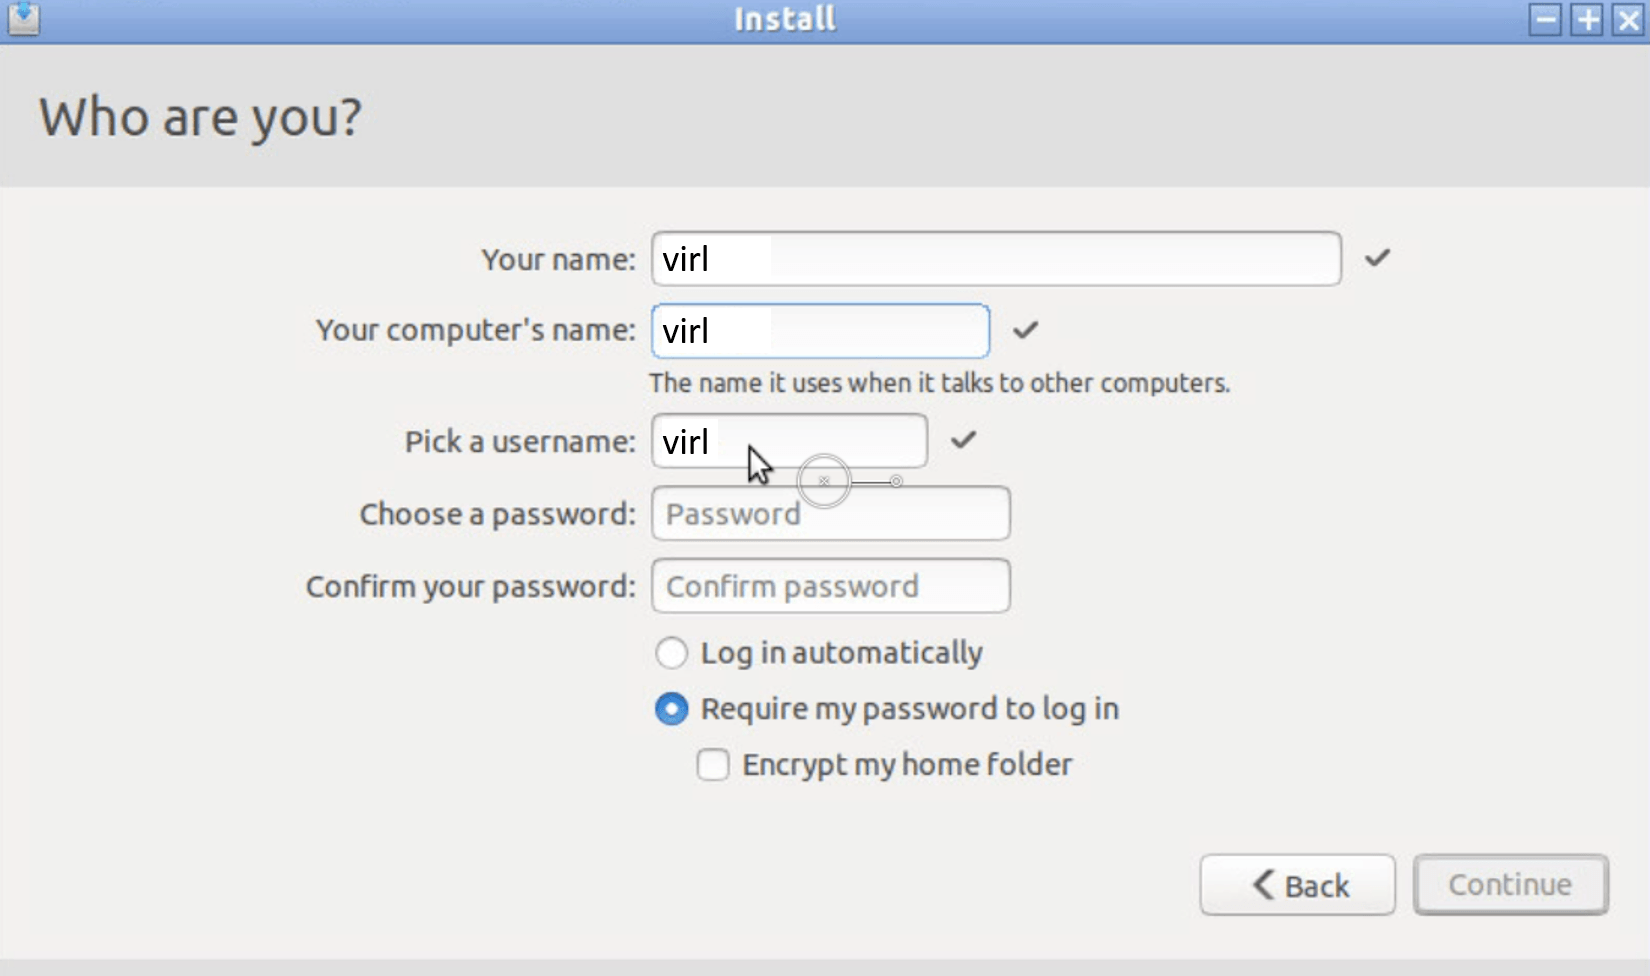 Install
Who are you?
Your name: virl
Your computer's name: virl
The name it uses when it talks to other computers.
Pick a username: virl
Choose a password: Password
Confirm your password: Confirm password
Log in automatically
Require my password to log in
Encrypt my home folder
Back Continue